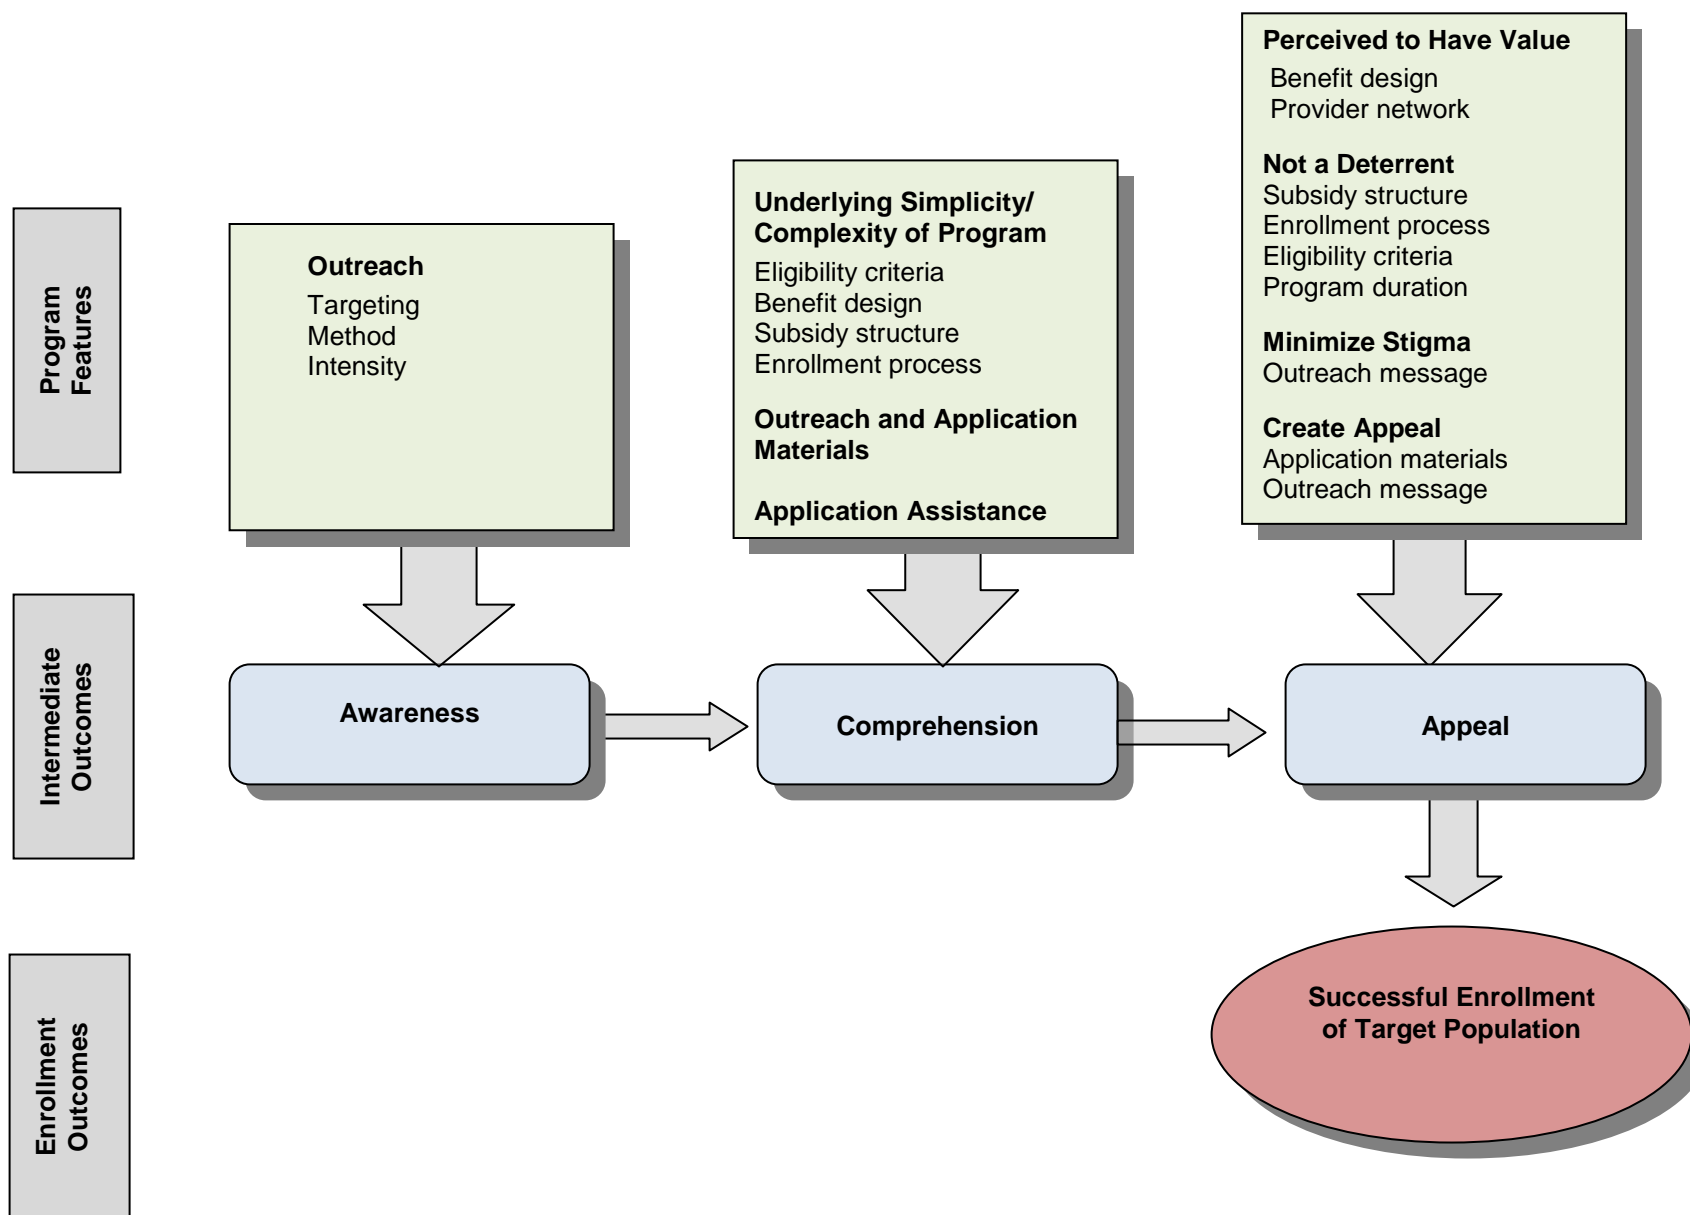 Program
Features
Outreach
Targeting
Method
Intensity
Underlying Simplicity/
Complexity of Program
Eligibility criteria
Benefit design
Subsidy structure
Enrollment process
Outreach and Application
Materials
Application Assistance
Perceived to Have Value
Benefit design
Provider network
Not a Deterrent
Subsidy structure
Enrollment process
Eligibility criteria
Program duration
Minimize Stigma
Outreach message
Create Appeal
Application materials
Outreach message
Intermediate
Outcomes
Awareness
Comprehension
Appeal
Enrollment
Outcomes
Successful Enrollment
of Target Population